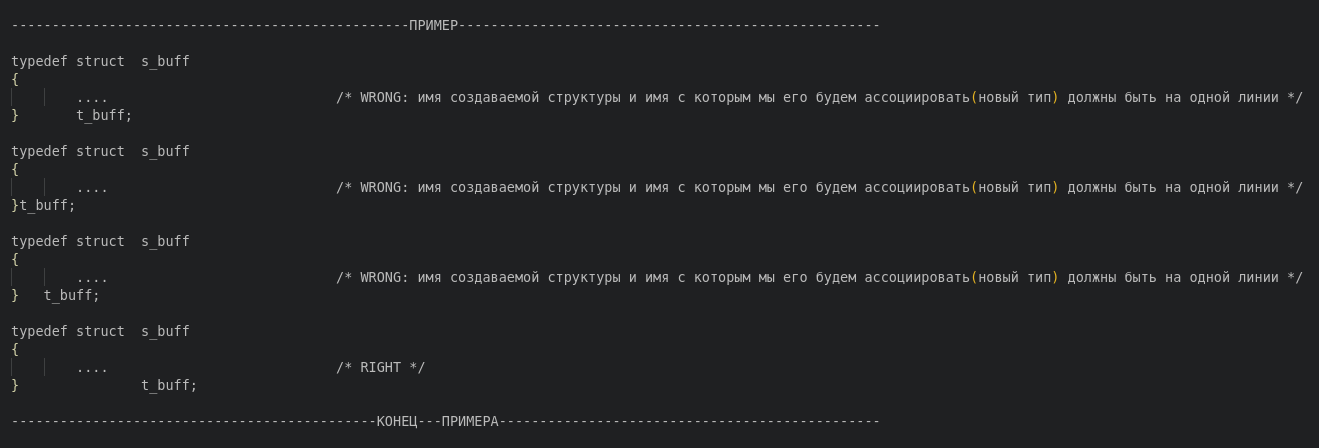 -------------------------------------------------ПРИМЕР----------------------------------------------------
typedef struct  s_buff
{
        ....                            /* WRONG: имя создаваемой структуры и имя с которым мы его будем ассоциировать(новый тип) должны быть на одной линии */
}       t_buff;
typedef struct  s_buff
{
        ....                            /* WRONG: имя создаваемой структуры и имя с которым мы его будем ассоциировать(новый тип) должны быть на одной линии */
}t_buff;
typedef struct  s_buff
{
        ....                            /* WRONG: имя создаваемой структуры и имя с которым мы его будем ассоциировать(новый тип) должны быть на одной линии */
}   t_buff;
typedef struct  s_buff
{
        ....                            /* RIGHT */
}               t_buff;
---------------------------------------------КОНЕЦ---ПРИМЕРА-----------------------------------------------